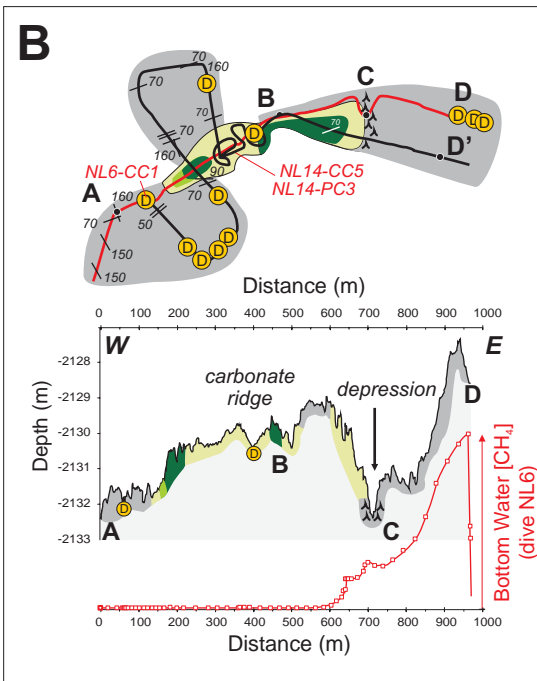 B
70
160
D
70
70
B
C
D
D
D
D
D
70
160
90
D'
NL6-CC1
NL14-CC5
NL14-PC3
A
160
D
70
D
50
70
D
D
D
D
150
150
Distance (m)
0 100 200 300 400 500 600 700 800 900 1000
-2127
W
E
-2128
carbonate
ridge
depression
D
-2129
-2130
B
D
-2131
-2132
D
A
C
-2133
Depth (m)
Bottom Water [CH4]
(dive NL6)
0 100 200 300 400 500 600 700 800 900 1000
Distance (m)